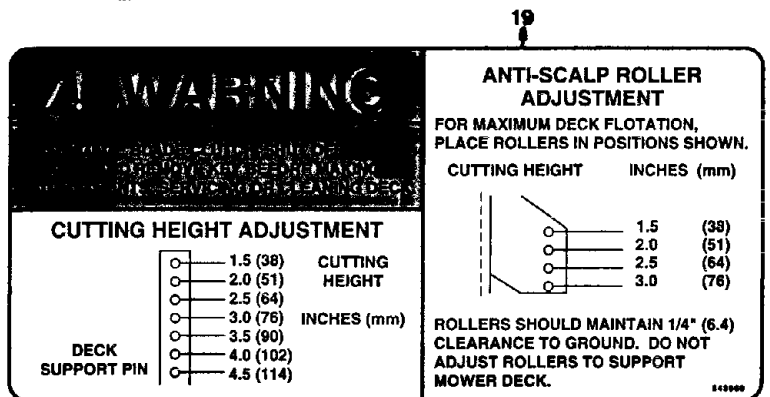 19
WARNING
CUTTING HEIGHT ADJUSTMENT
1.5 (38)
2.0 (51)
2.5 (64)
3.0 (76)
3.5 (90)
4.0 (102)
4.5 (114)
CUTTING
HEIGHT
INCHES (mm)
DECK
SUPPORT PIN
ANTI-SCALP ROLLER
ADJUSTMENT
FOR MAXIMUM DECK FLOTATION,
PLACE ROLLERS IN POSITIONS SHOWN.
CUTTING HEIGHT INCHES (mm)
1.5 (38)
2.0 (51)
2.5 (64)
3.0 (76)
ROLLERS SHOULD MAINTAIN 1/4" (6.4)
CLEARANCE TO GROUND. DO NOT
ADJUST ROLLERS TO SUPPORT
MOWER DECK.